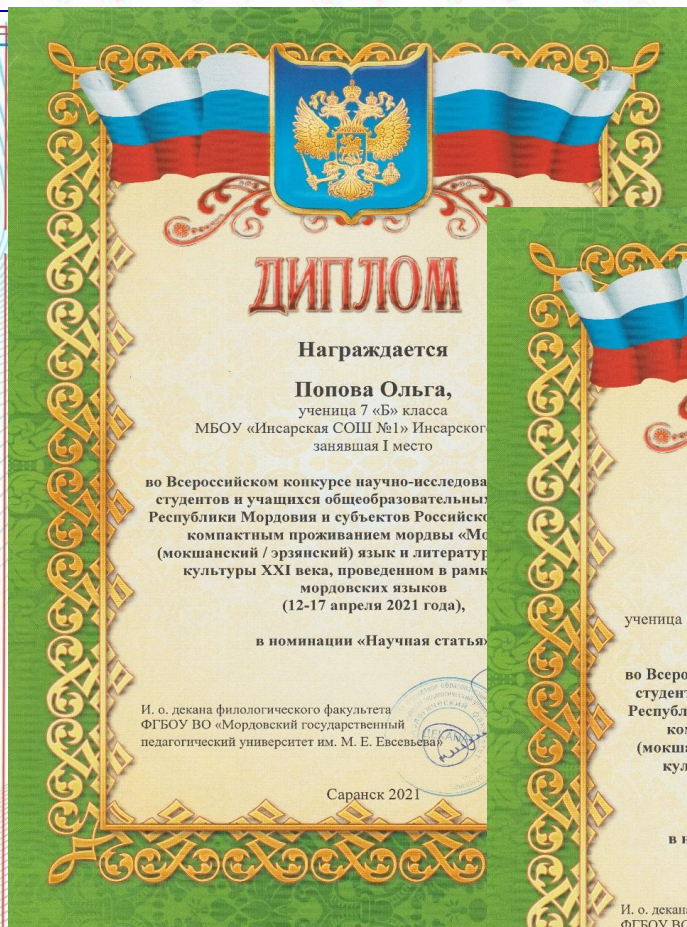 ДИПЛОМ
Награждается
Попова Ольга,
ученица 7 «Б» класса
МБОУ «Инсарская СОШ №1» Инсарског
занявшая I место
во Всероссийском конкурсе научно-исследова
студентов и учащихся общеобразовательных
Республики Мордовия и субъектов Российско
компактным проживанием мордвы «Мо
(мокшанский / эрзянский) язык и литератур
культуры XXI века, проведенном в рамк
мордовских языков
(12-17 апреля 2021 года),
в номинации «Научная статья»
И. о. декана филологического факультета
ФГБОУ ВО «Мордовский государственный
педагогический университет им. М. Е. Евсевьева»
ДЕКАНАТ
Саранск 2021
ученица
во Всеро
студент
Республ
ком
(мокша
кул
в н
И. о. декана
ФГБОУ ВО